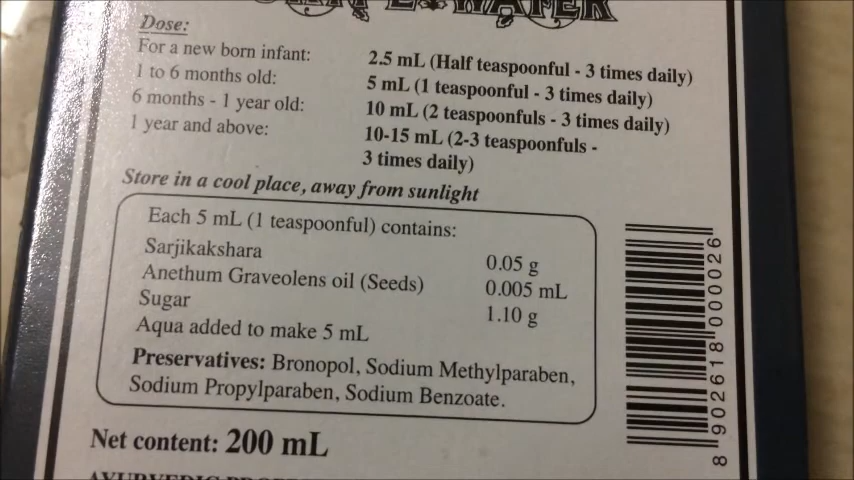 WATER
Dose:
For a new born infant: 2.5 mL (Half teaspoonful - 3 times daily)
1 to 6 months old: 5 mL (1 teaspoonful - 3 times daily)
6 months - 1 year old: 10 mL (2 teaspoonfuls - 3 times daily)
1 year and above: 10-15 mL (2-3 teaspoonfuls -
3 times daily)
Store in a cool place, away from sunlight
Each 5 mL (1 teaspoonful) contains:
Sarjikakshara 0.05 g
Anethum Graveolens oil (Seeds) 0.005 mL
Sugar 1.10 g
Aqua added to make 5 mL
Preservatives: Bronopol, Sodium Methylparaben,
Sodium Propylparaben, Sodium Benzoate.
Net content: 200 mL
8 902618 000026